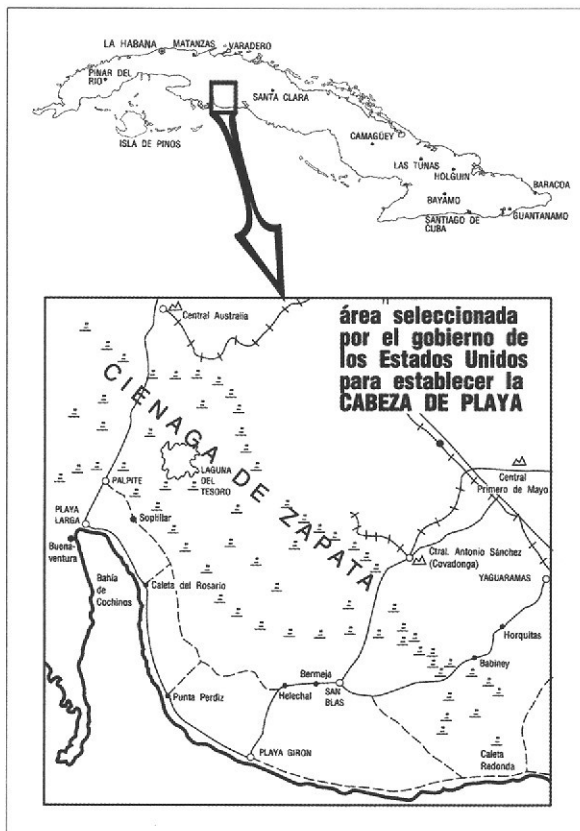 LA HABANA
MATANZAS
VARADERO
PINAR DEL
RIO
SANTA CLARA
ISLA DE PINOS
CAMAGÜEY
LAS TÚNAS
HOLGUIN
BARACOA
BAYAMO
GUANTANAMO
SANTIAGO DE
CUBA
área seleccionada
por el gobierno de
los Estados Unidos
para establecer la
CABEZA DE PLAYA
Central Australia
CIENAGA DE ZAPATA
LAGUNA
DEL
TESORO
PALPITE
Central
Primero de Mayo
PLAYA
LARGA
Soplillar
Buena-
ventura
Ctral. Antonio Sánchez
(Covadonga)
Bahía
de
Cochinos
Caleta del Rosario
YAGUARAMAS
Horquitas
Babiney
Bermeja
Helechal
SAN
BLAS
Punta Perdiz
PLAYA GIRON
Caleta
Redonda